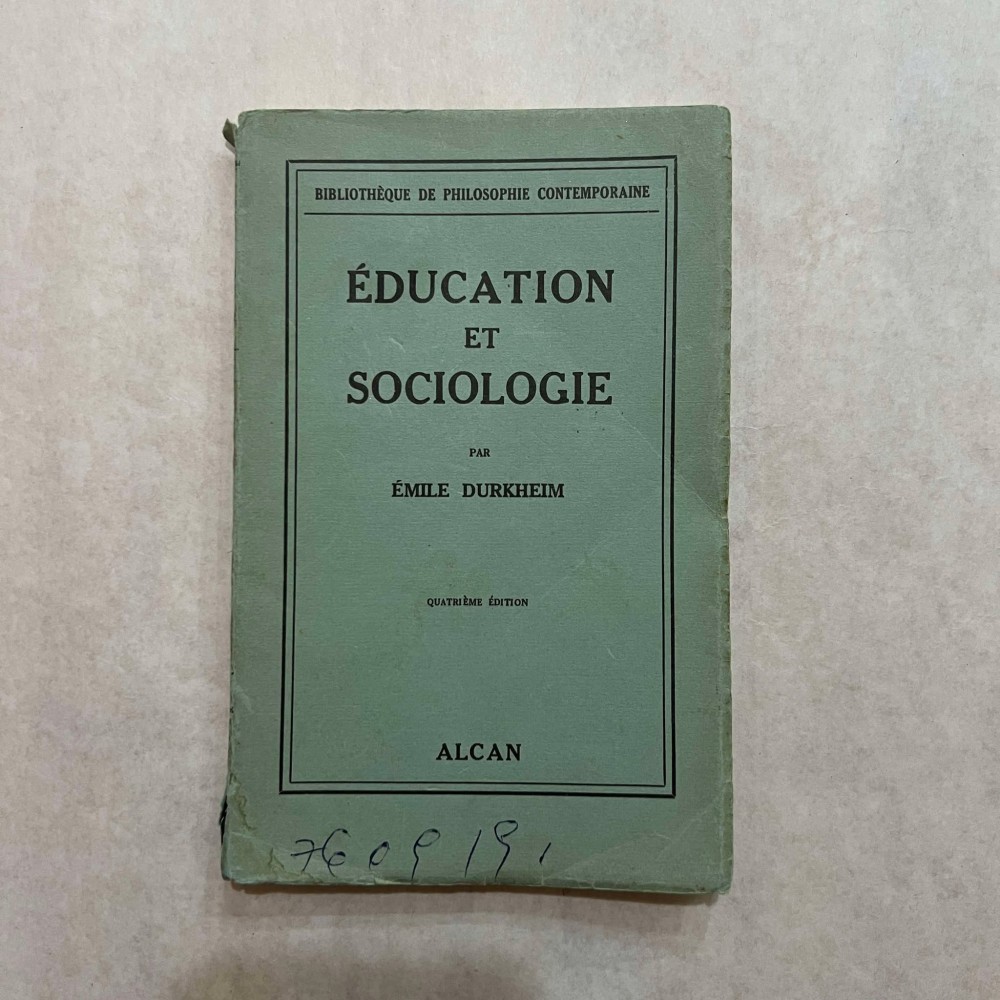 BIBLIOTHÈQUE DE PHILOSOPHIE CONTEMPORAINE
ÉDUCATION
ET
SOCIOLOGIE
PAR
ÉMILE DURKHEIM
QUATRIÈME ÉDITION
ALCAN